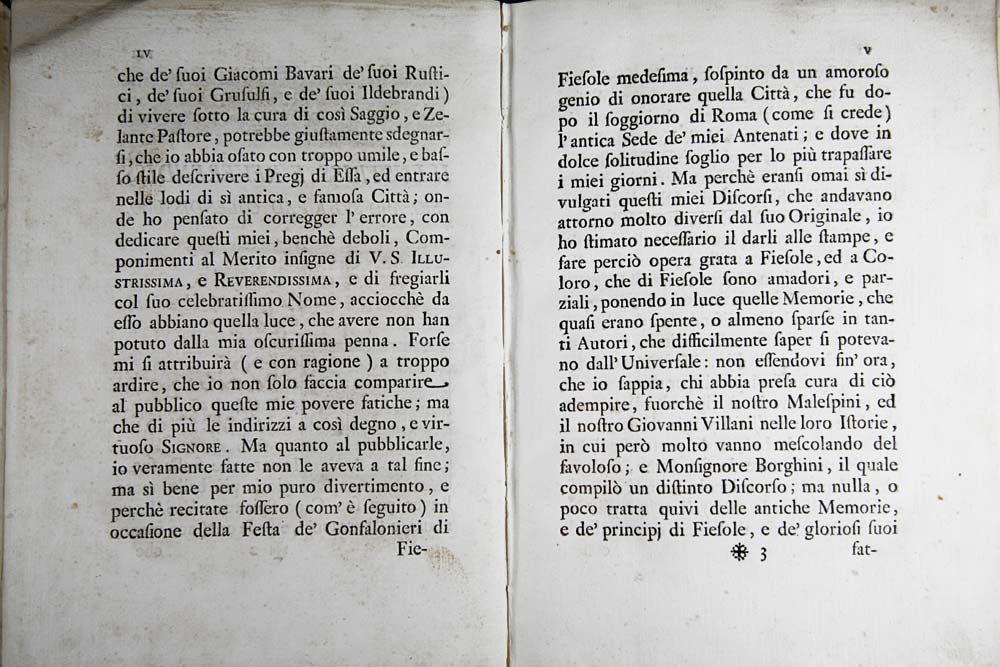 IV
che de' ſuoi Giacomi Bavari de' ſuoi Ruſti-
ci, de' ſuoi Gruſulfi, e de' ſuoi Ildebrandi)
di vivere ſotto la cura di così Saggio, e Ze-
lante Paſtore, potrebbe giuſtamente sdegnar-
ſi, che io abbia oſato con troppo umile, e baſ-
ſo ſtile deſcrivere i Pregj di Eſſa, ed entrare
nelle lodi di sì antica, e famoſa Città; on-
de ho penſato di corregger l' errore, con
dedicare queſti miei, benchè deboli, Com-
ponimenti al Merito inſigne di V. S. ILLU-
STRISSIMA, e REVERENDISSIMA, e di fregiarli
col ſuo celebratiſſimo Nome, acciocchè da
eſſo abbiano quella luce, che avere non han
potuto dalla mia oſcuriſſima penna. Forſe
mi ſi attribuirà ( e con ragione ) a troppo
ardire, che io non ſolo faccia comparire
al pubblico queſte mie povere fatiche; ma
che di più le indirizzi a così degno, e vir-
tuoſo SIGNORE. Ma quanto al pubblicarle,
io veramente fatte non le aveva a tal fine;
ma sì bene per mio puro divertimento, e
perchè recitate foſſero (com' è ſeguito) in
occaſione della Feſta de' Gonfalonieri di
Fie-
V
Fieſole medeſima, ſoſpinto da un amoroſo
genio di onorare quella Città, che fu do-
po il ſoggiorno di Roma (come ſi crede)
l'antica Sede de' miei Antenati; e dove in
dolce ſolitudine ſoglio per lo più trapaſſare
i miei giorni. Ma perchè eranſi omai sì di-
vulgati queſti miei Diſcorſi, che andavano
attorno molto diverſi dal ſuo Originale, io
ho ſtimato neceſſario il darli alle ſtampe, e
fare perciò opera grata a Fieſole, ed a Co-
loro, che di Fieſole ſono amadori, e par-
ziali, ponendo in luce quelle Memorie, che
quaſi erano ſpente, o almeno ſparſe in tan-
ti Autori, che difficilmente ſaper ſi poteva-
no dall' Univerſale: non eſſendovi ſin' ora,
che io ſappia, chi abbia preſa cura di ciò
adempire, fuorchè il noſtro Maleſpini, ed
il noſtro Giovanni Villani nelle loro Iſtorie,
in cui però molto vanno meſcolando del
favoloſo; e Monſignore Borghini, il quale
compilò un diſtinto Diſcorſo; ma nulla, o
poco tratta quivi delle antiche Memorie,
e de' principj di Fieſole, e de' glorioſi ſuoi
3 fat-